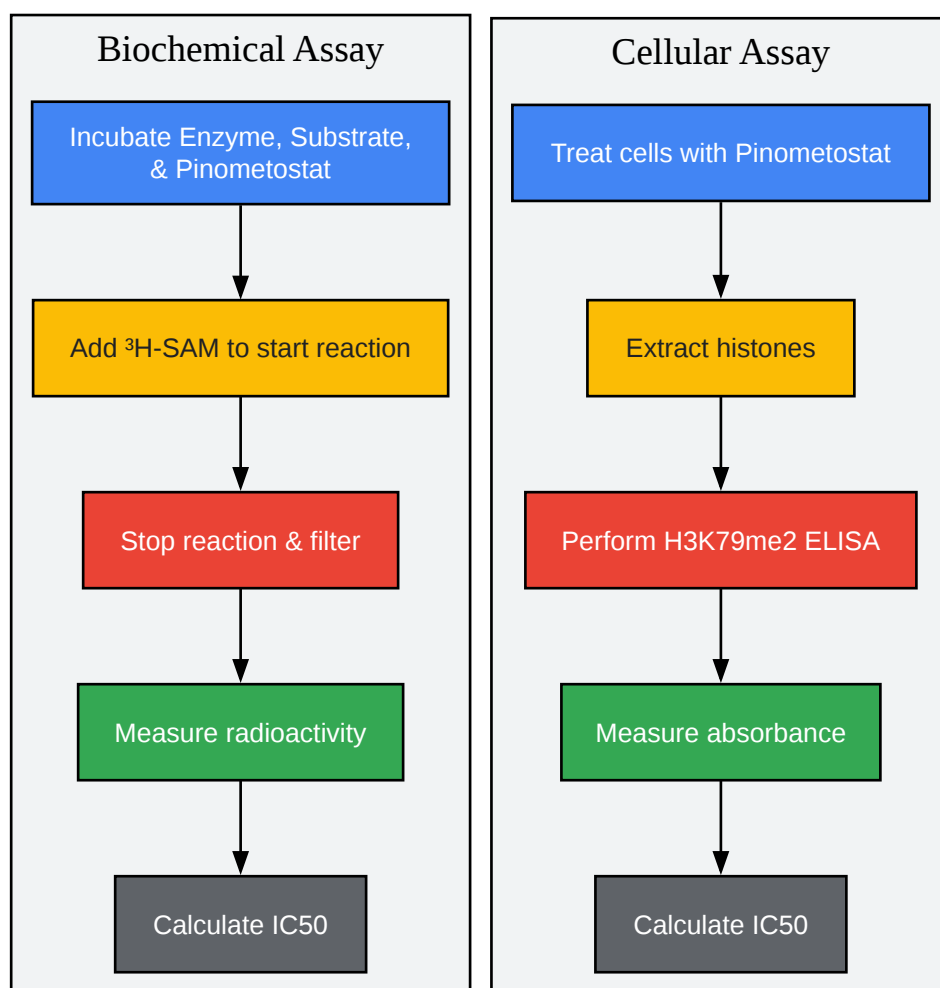 Biochemical Assay
Incubate Enzyme, Substrate,
& Pinometostat
Add ³H-SAM to start reaction
Stop reaction & filter
Measure radioactivity
Calculate IC50
Cellular Assay
Treat cells with Pinometostat
Extract histones
Perform H3K79me2 ELISA
Measure absorbance
Calculate IC50